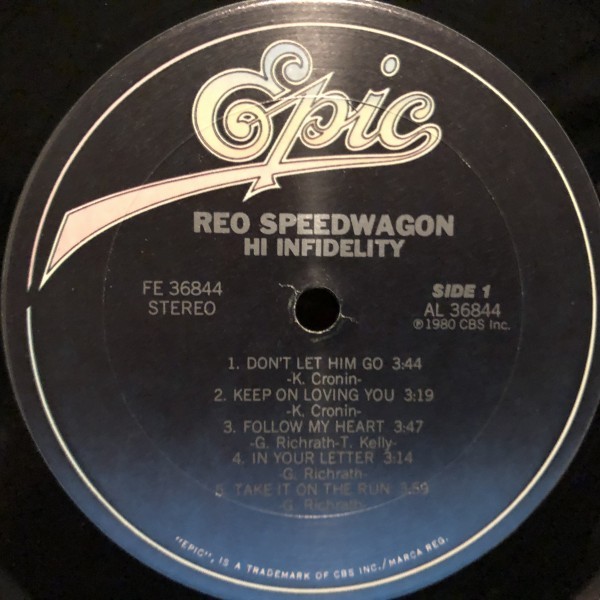 Epic
REO SPEEDWAGON
HI INFIDELITY
FE 36844
STEREO
SIDE 1
AL 36844
℗1980 CBS Inc.
1. DON'T LET HIM GO 3:44
-K. Cronin-
2. KEEP ON LOVING YOU 3:19
-K. Cronin-
3. FOLLOW MY HEART 3:47
-G. Richrath-T. Kelly-
4. IN YOUR LETTER 3:14
-G. Richrath-
5. TAKE IT ON THE RUN 3:59
-G. Richrath-
"EPIC", IS A TRADEMARK OF CBS INC./MARCA REG.